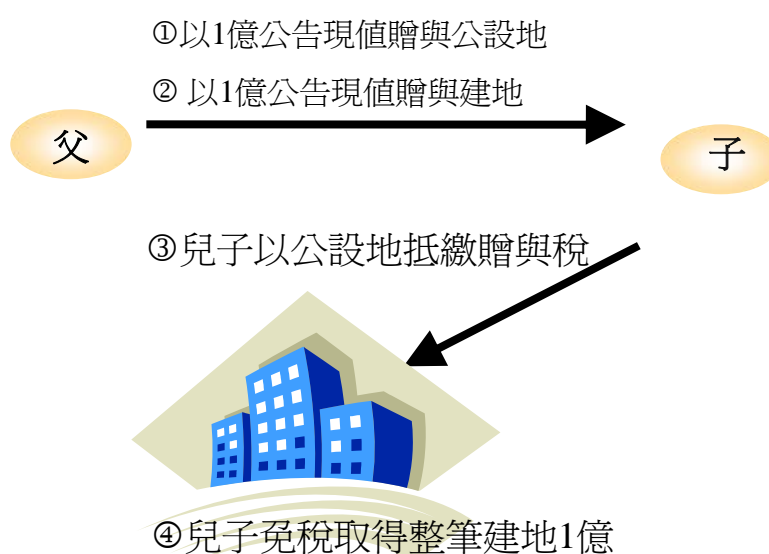 ①以1億公告現值贈與公設地
② 以1億公告現值贈與建地
父
子
③兒子以公設地抵繳贈與稅
④兒子免稅取得整筆建地1億